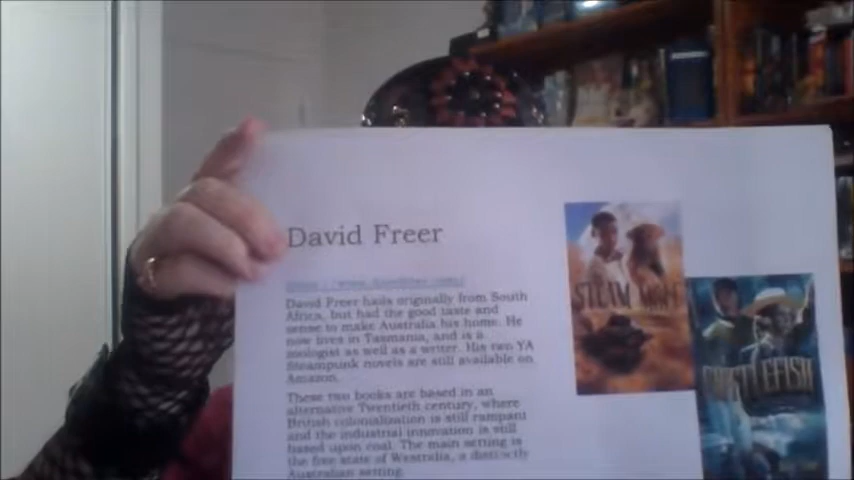 David Freer
David Freer hails originally from South
Africa, but had the good taste and
sense to make Australia his home. He
now lives in Tasmania, and is a
zoologist as well as a writer. His two YA
Steampunk novels are still available on
Amazon.
These two books are based in an
alternative Twentieth century, where
British colonialization is still rampant
and the industrial innovation is still
based upon coal. The main setting is
the free state of Westralia, a distinctly
Australian setting.
STEAM MOLE
CUTTLEFISH